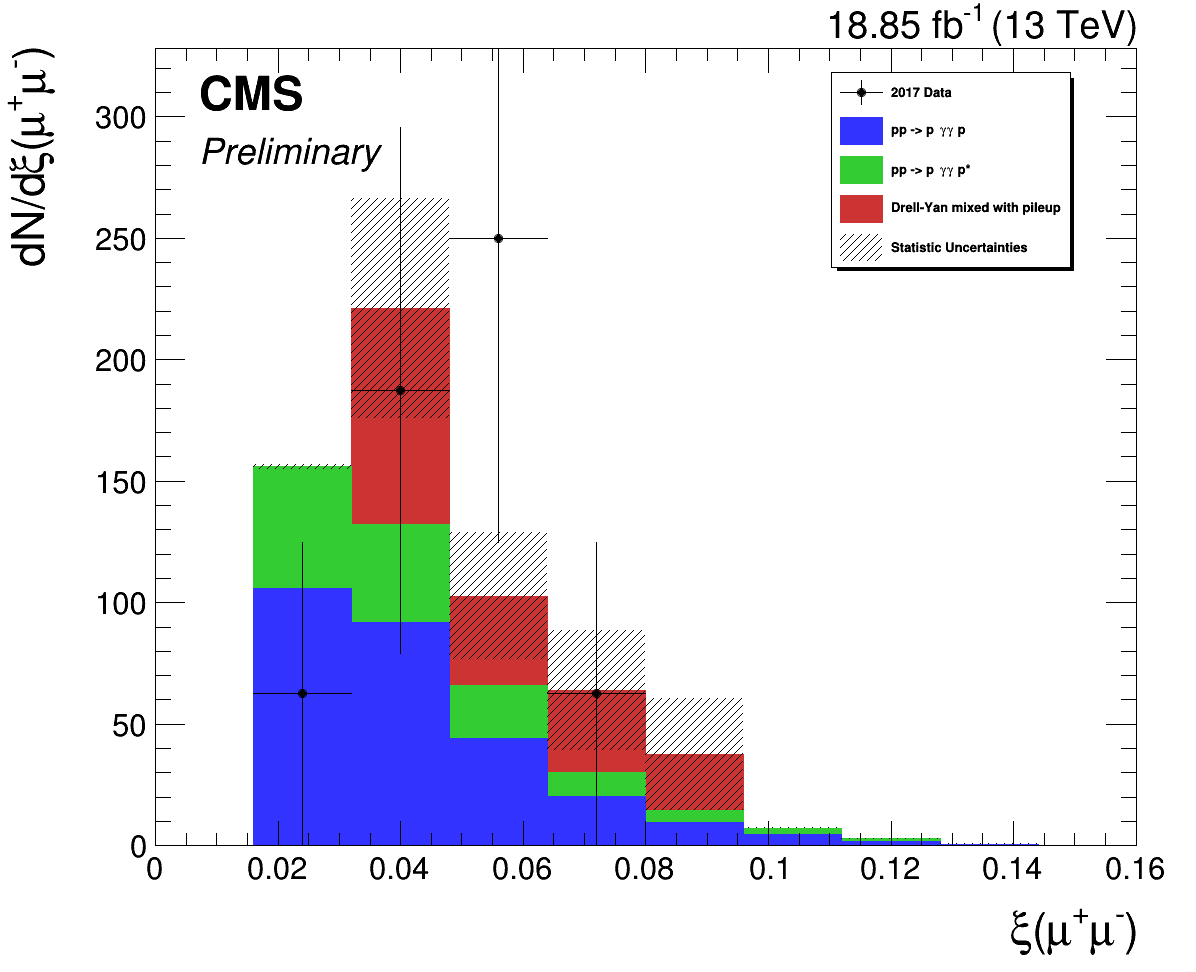 18.85 fb⁻¹ (13 TeV)
dN/dξ(μ⁺μ⁻)
CMS
Preliminary
2017 Data
pp -> p γγ p
pp -> p γγ p*
Drell-Yan mixed with pileup
Statistic Uncertainties
300
250
200
150
100
50
0
0 0.02 0.04 0.06 0.08 0.1 0.12 0.14 0.16
ξ(μ⁺μ⁻)